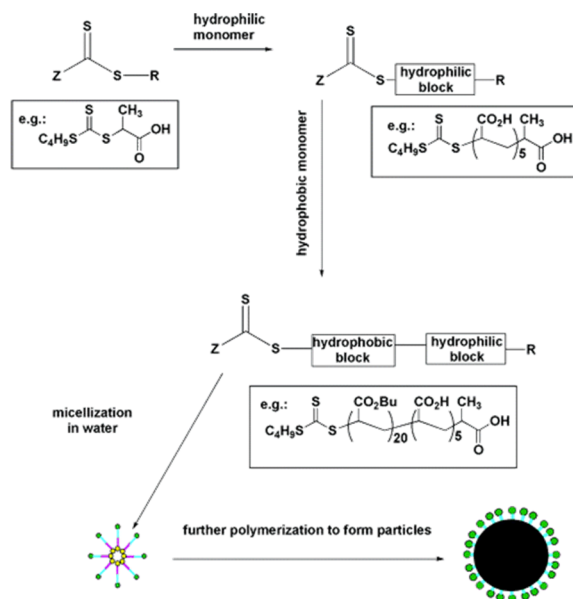 hydrophilic
monomer
S
Z
S
R
e.g.:
S
CH3
OH
C4H9S
S
O
S
Z
S
hydrophilic
block
R
e.g.:
S
CO2H
CH3
OH
C4H9S
S
5
O
hydrophobic monomer
S
Z
S
hydrophobic
block
hydrophilic
block
R
e.g.:
S
CO2Bu
CO2H
CH3
OH
C4H9S
S
20
5
O
micellization
in water
further polymerization to form particles